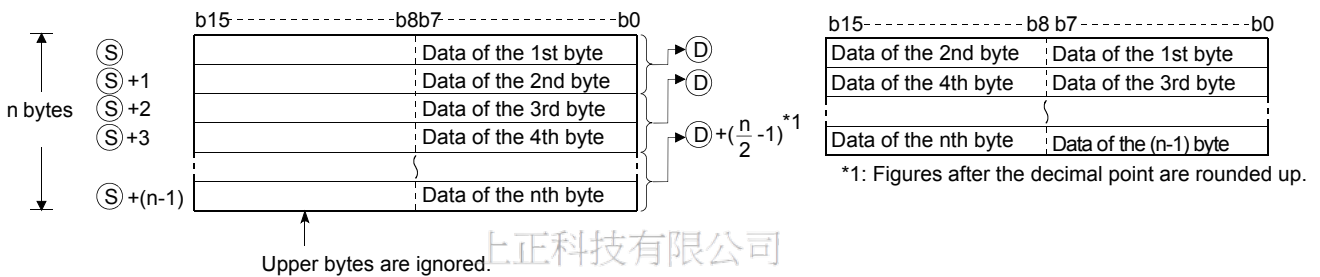 b15 b8b7 b0
b15 b8 b7 b0
n bytes
S Data of the 1st byte D Data of the 2nd byte Data of the 1st byte
S +1 Data of the 2nd byte D Data of the 4th byte Data of the 3rd byte
S +2 Data of the 3rd byte
S +3 Data of the 4th byte D +(n/2 -1)*1 Data of the nth byte Data of the (n-1) byte
*1: Figures after the decimal point are rounded up.
S +(n-1) Data of the nth byte
上正科技有限公司
Upper bytes are ignored.